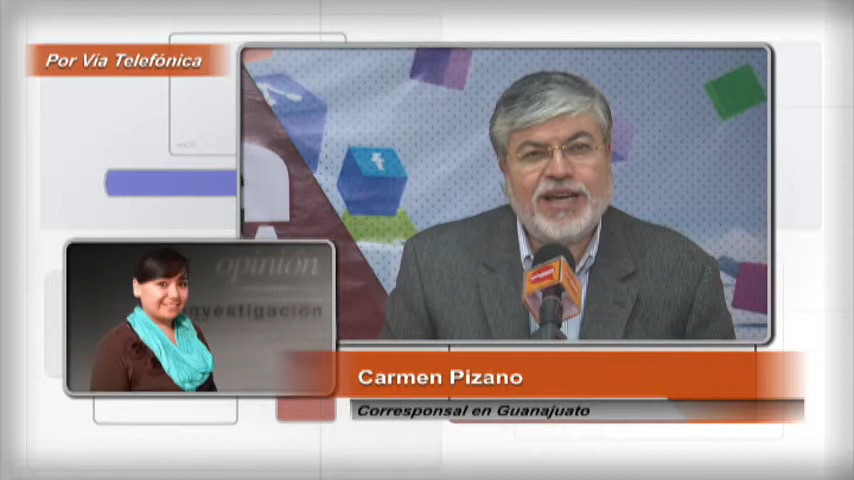 Por Vía Telefónica
opinion
investigación
Carmen Pizano
Corresponsal en Guanajuato